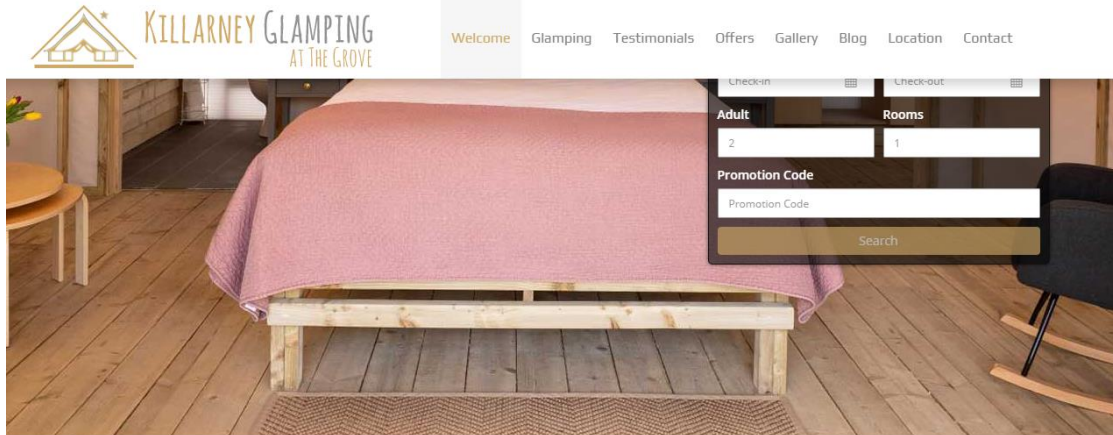 KILLARNEY GLAMPING
AT THE GROVE
Welcome Glamping Testimonials Offers Gallery Blog Location Contact
Check-in Check-out
Adult Rooms
2 1
Promotion Code
Promotion Code
Search